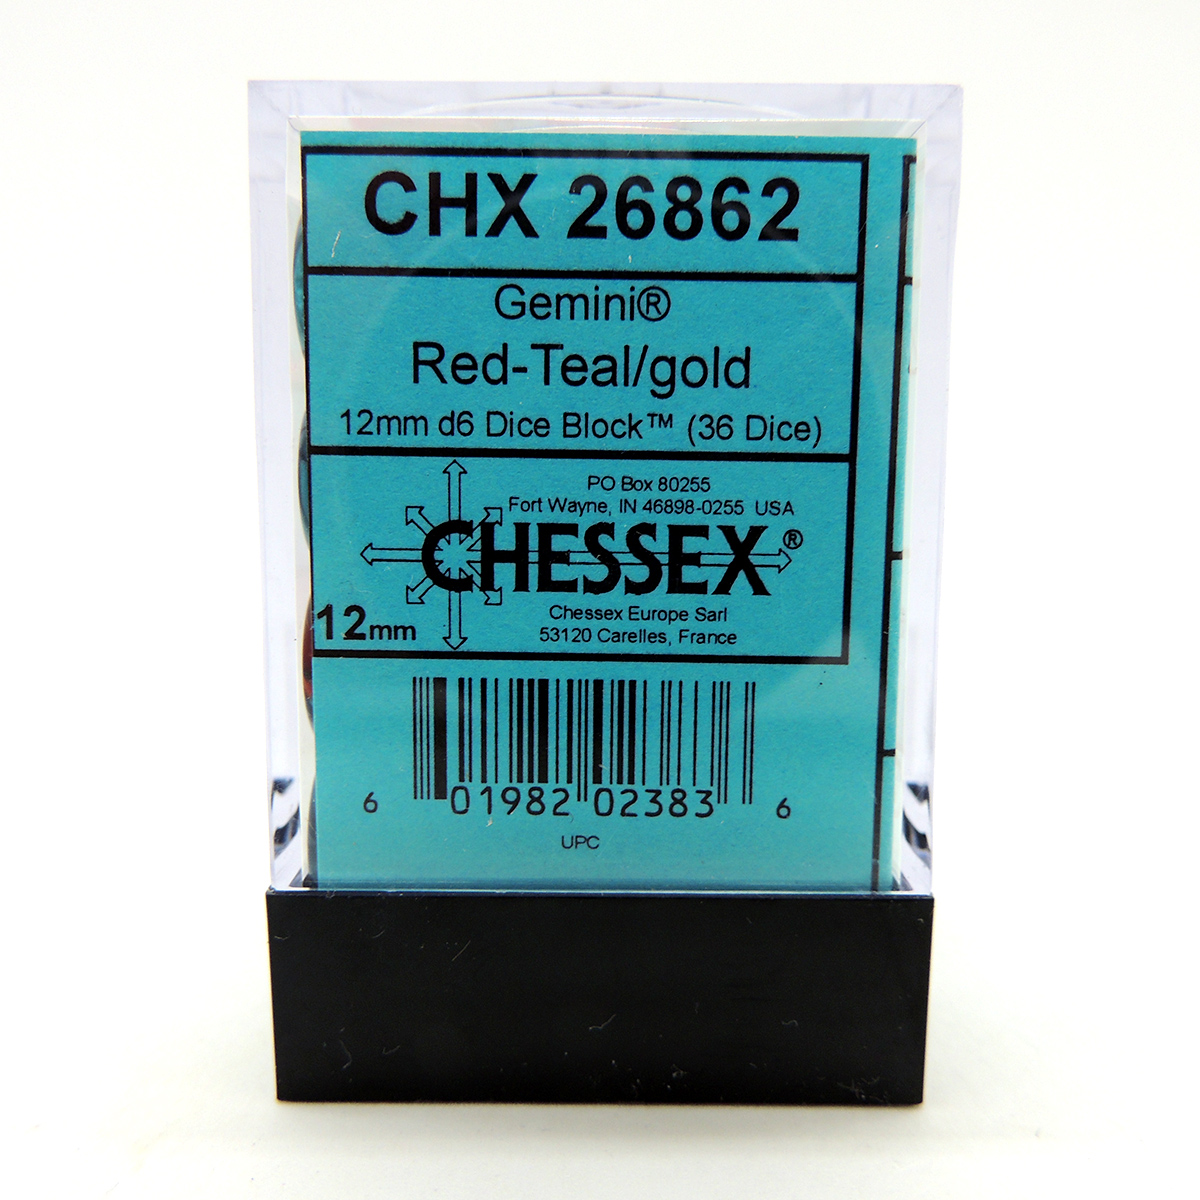 CHX 26862
Gemini®
Red-Teal/gold
12mm d6 Dice Block™ (36 Dice)
PO Box 80255
Fort Wayne, IN 46898-0255 USA
CHESSEX®
Chessex Europe Sarl
53120 Carelles, France
12mm
6 01982 02383 6
UPC